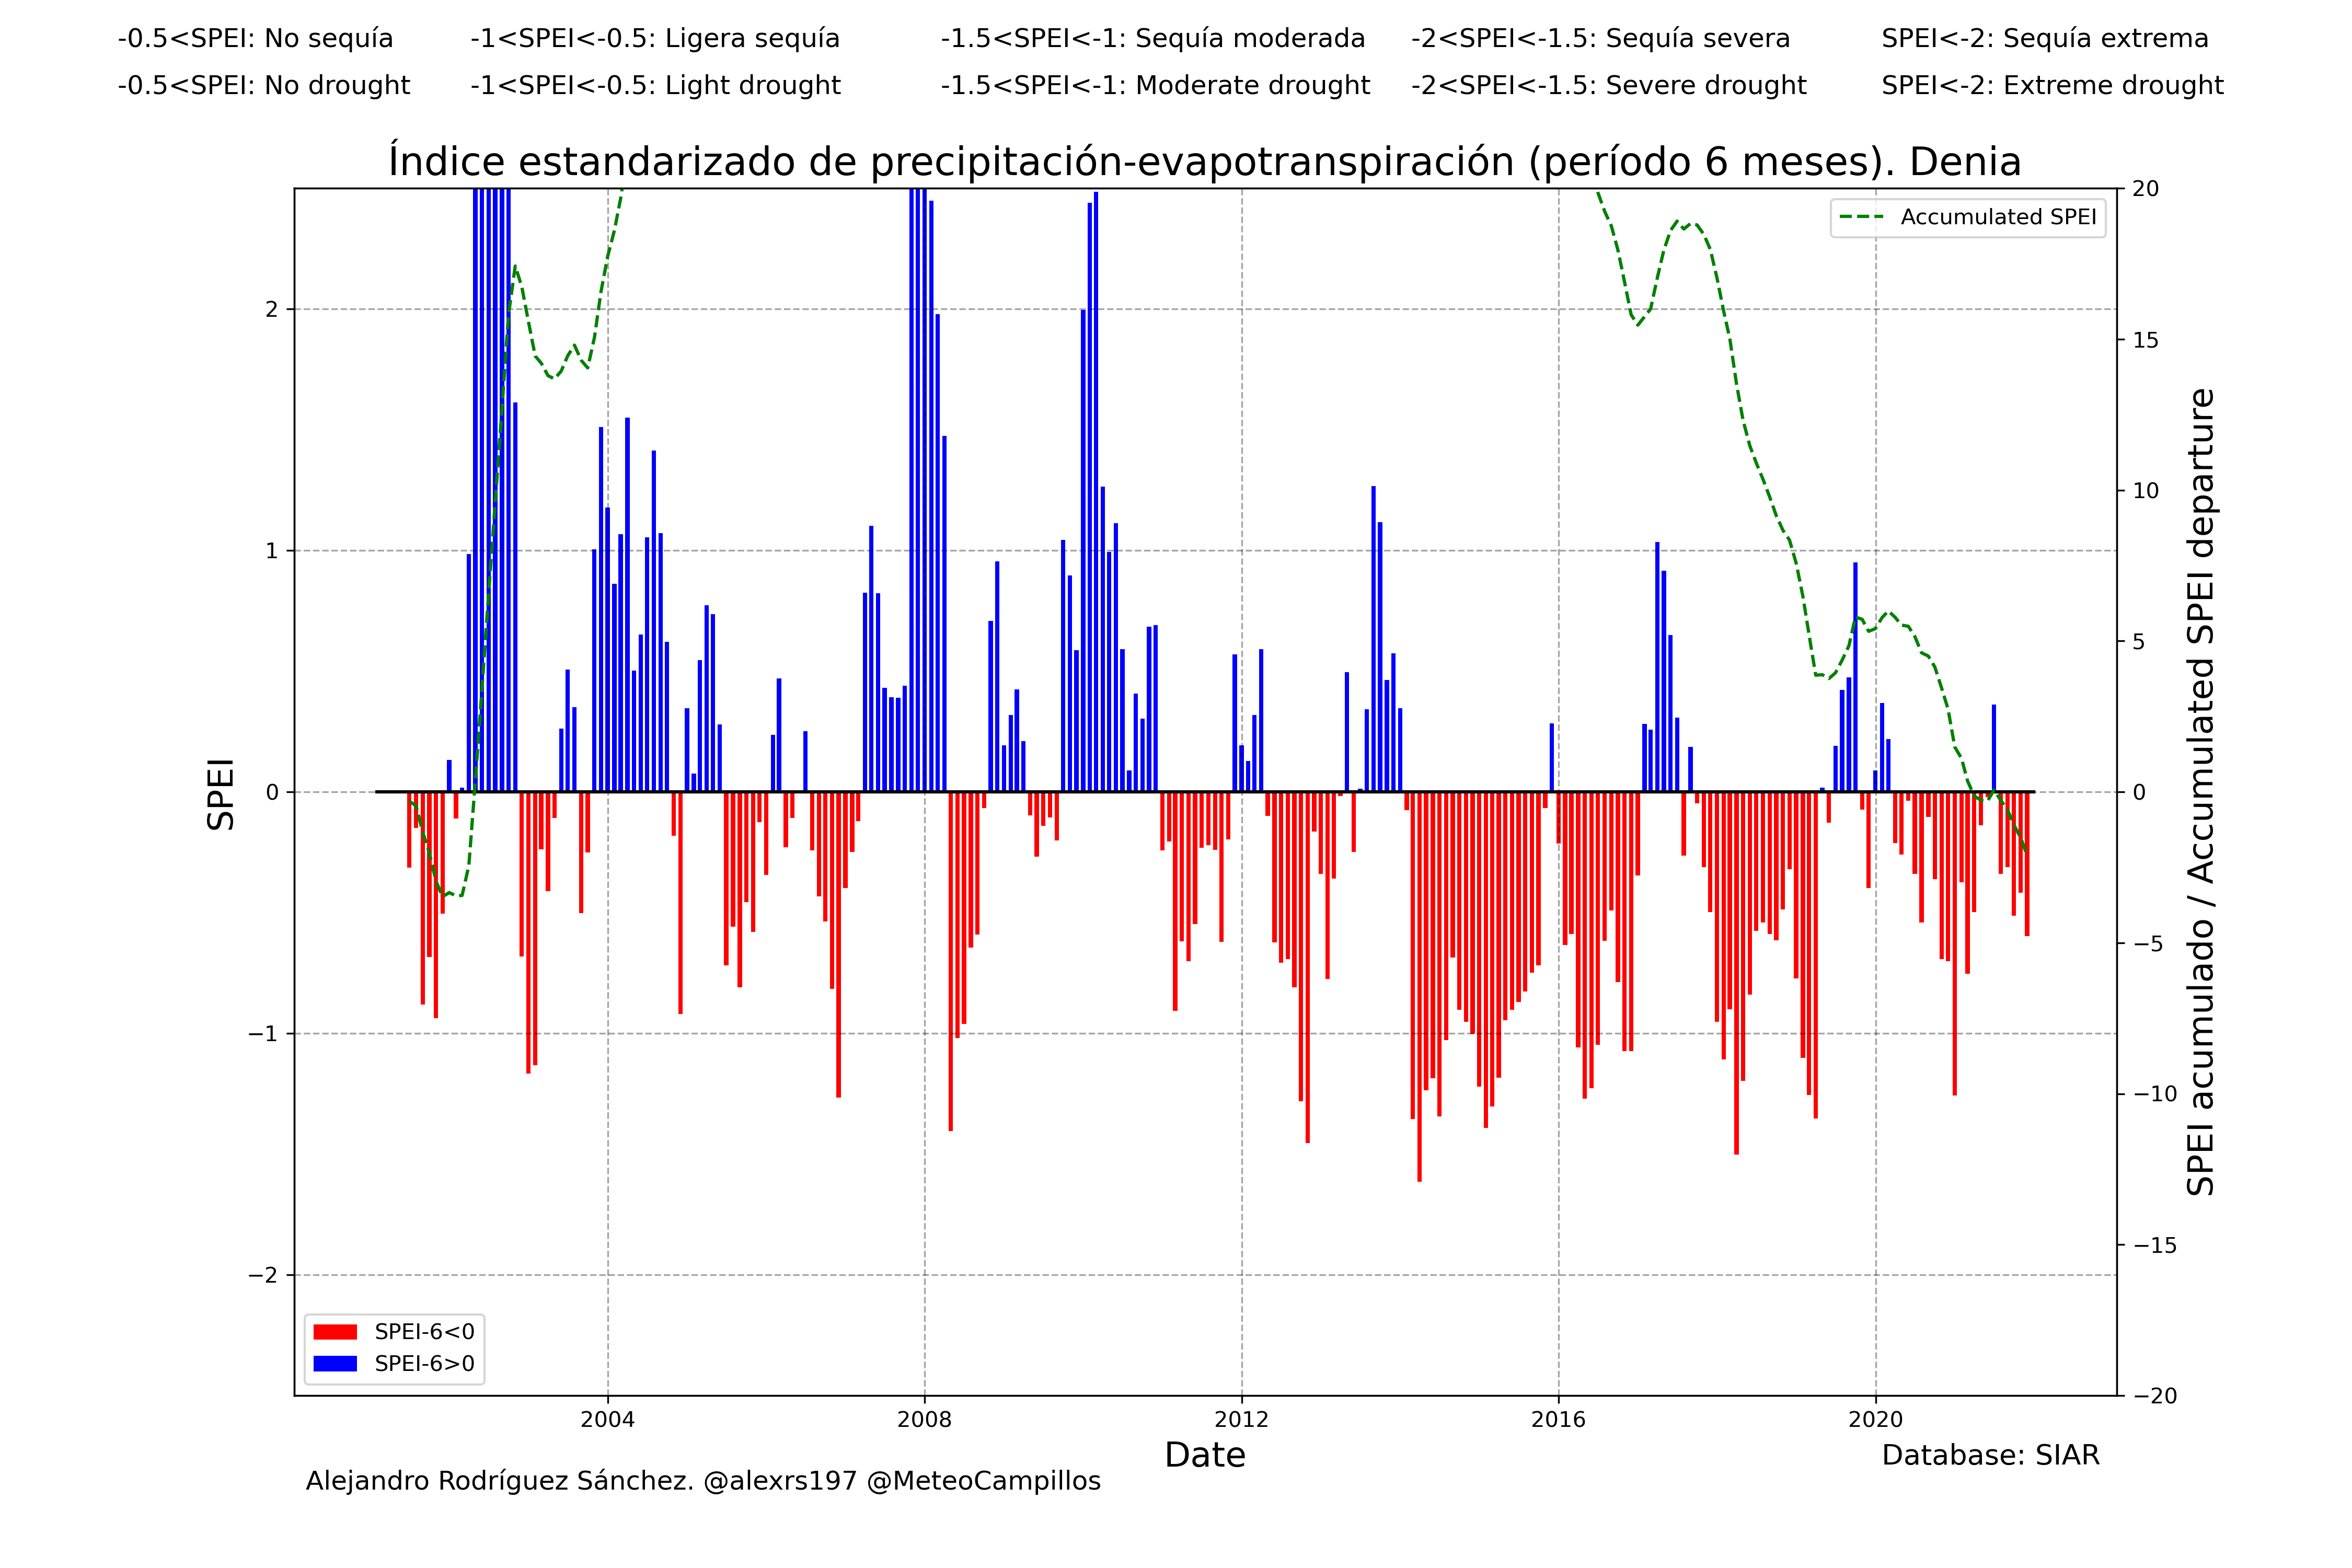 -0.5<SPEI: No sequía
-1<SPEI<-0.5: Ligera sequía
-1.5<SPEI<-1: Sequía moderada
-2<SPEI<-1.5: Sequía severa
SPEI<-2: Sequía extrema
-0.5<SPEI: No drought
-1<SPEI<-0.5: Light drought
-1.5<SPEI<-1: Moderate drought
-2<SPEI<-1.5: Severe drought
SPEI<-2: Extreme drought
Índice estandarizado de precipitación-evapotranspiración (período 6 meses). Denia
Accumulated SPEI
SPEI
2
1
0
−1
−2
20
15
10
5
0
−5
−10
−15
−20
SPEI acumulado / Accumulated SPEI departure
SPEI-6<0
SPEI-6>0
2004
2008
2012
2016
2020
Date
Database: SIAR
Alejandro Rodríguez Sánchez. @alexrs197 @MeteoCampillos